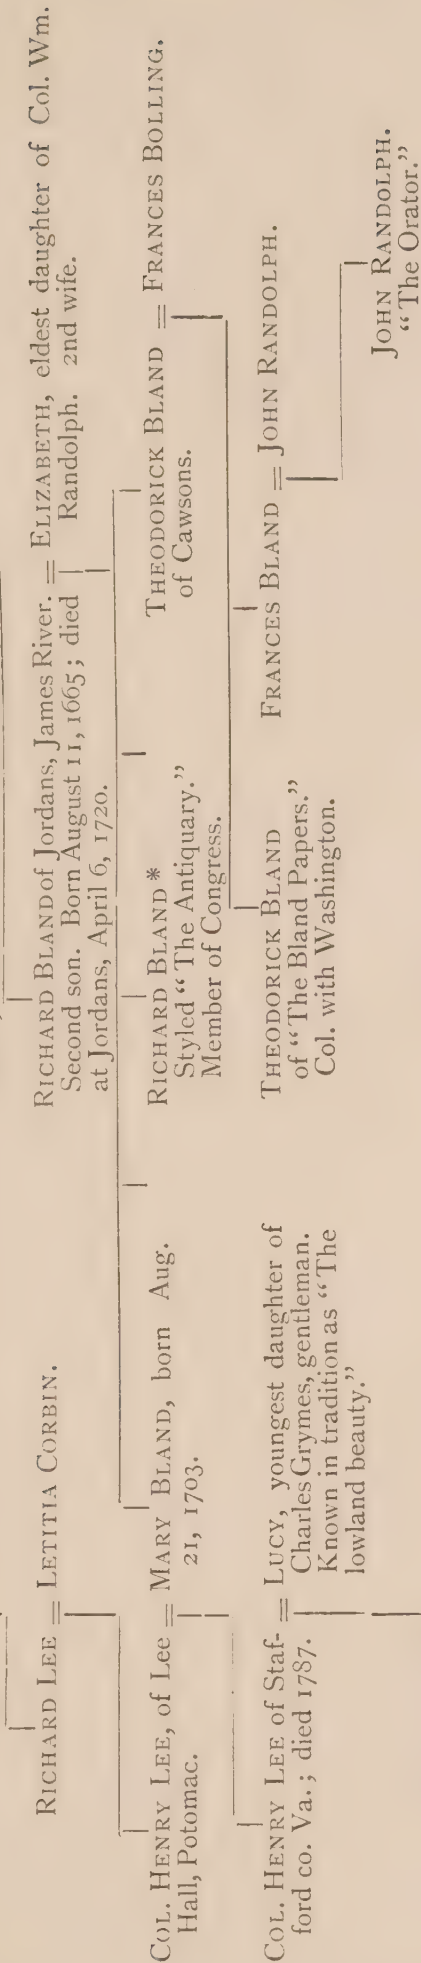 RICHARD LEE = LETITIA CORBIN.
RICHARD BLAND of Jordans, James River. = ELIZABETH, eldest daughter of Col. Wm.
Second son. Born August 11, 1665; died
Randolph. 2nd wife.
at Jordans, April 6, 1720.
COL. HENRY LEE, of Lee = MARY BLAND, born Aug.
Hall, Potomac.
21, 1703.
RICHARD BLAND *
Styled "The Antiquary."
Member of Congress.
THEODORICK BLAND = FRANCES BOLLING.
of Cawsons.
COL. HENRY LEE of Staf- = LUCY, youngest daughter of
ford co. Va.; died 1787.
Charles Grymes, gentleman.
Known in tradition as "The
lowland beauty."
THEODORICK BLAND
of "The Bland Papers."
Col. with Washington.
FRANCES BLAND = JOHN RANDOLPH.
JOHN RANDOLPH.
"The Orator."